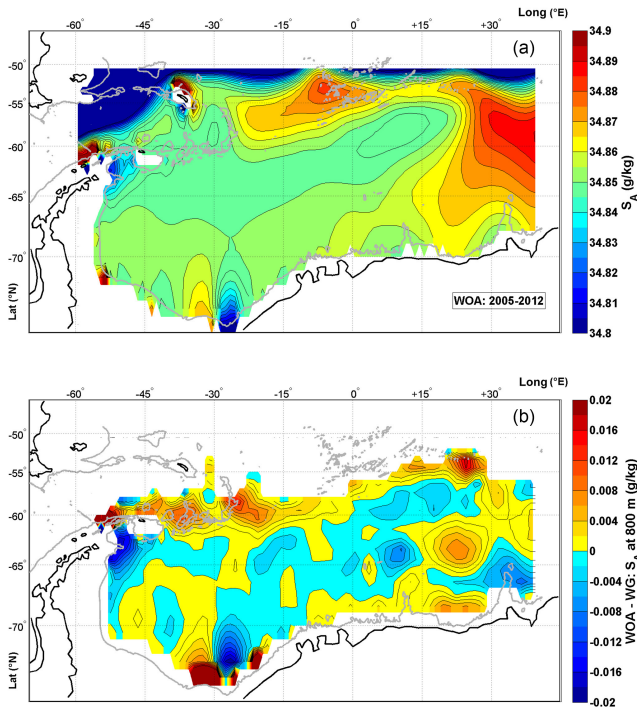 Long (°E)
-60° -45° -30° -15° 0° +15° +30°
(a)
-50°
-55°
-60°
-65°
-70°
Lat (°N)
WOA: 2005-2012
34.9
34.89
34.88
34.87
34.86
34.85
34.84
34.83
34.82
34.81
34.8
S_A (g/kg)
Long (°E)
-60° -45° -30° -15° 0° +15° +30°
(b)
-50°
-55°
-60°
-65°
-70°
Lat (°N)
0.02
0.016
0.012
0.008
0.004
0
-0.004
-0.008
-0.012
-0.016
-0.02
WOA - WG: S_A at 800 m (g/kg)